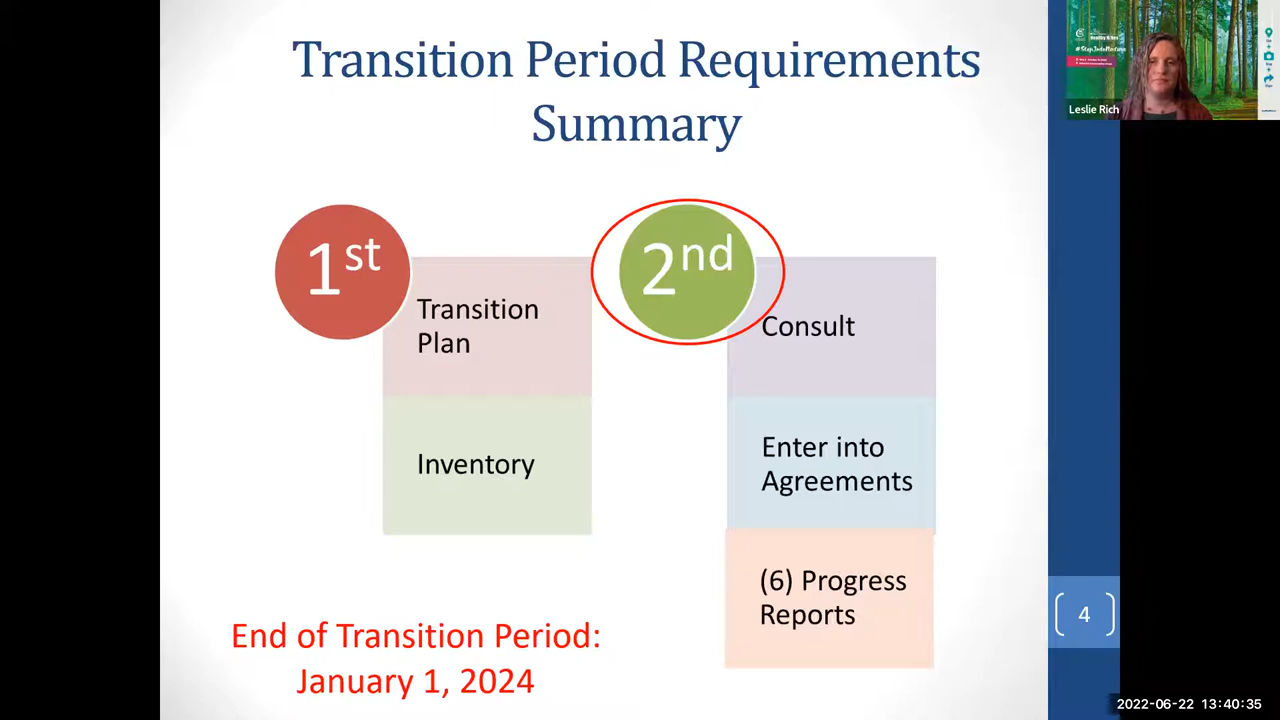 Transition Period Requirements
Summary
1st
Transition
Plan
Inventory
2nd
Consult
Enter into
Agreements
(6) Progress
Reports
End of Transition Period:
January 1, 2024
4
Leslie Rich
2022-06-22 13:40:35